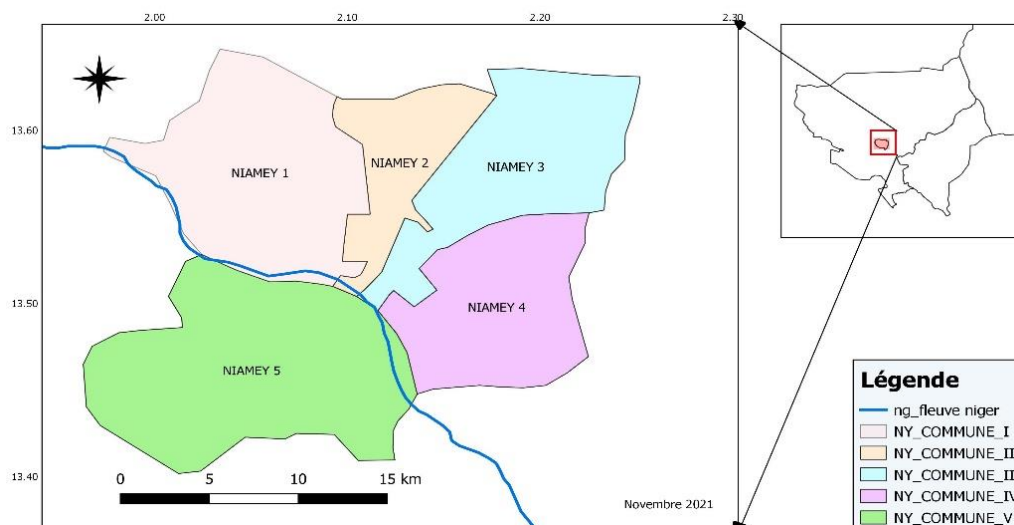 2.00 2.10 2.20 2.30
13.60
NIAMEY 1
NIAMEY 2
NIAMEY 3
13.50
NIAMEY 4
NIAMEY 5
13.40
0 5 10 15 km
Novembre 2021
Légende
ng_fleuve niger
NY_COMMUNE_I
NY_COMMUNE_II
NY_COMMUNE_II
NY_COMMUNE_IV
NY_COMMUNE_V